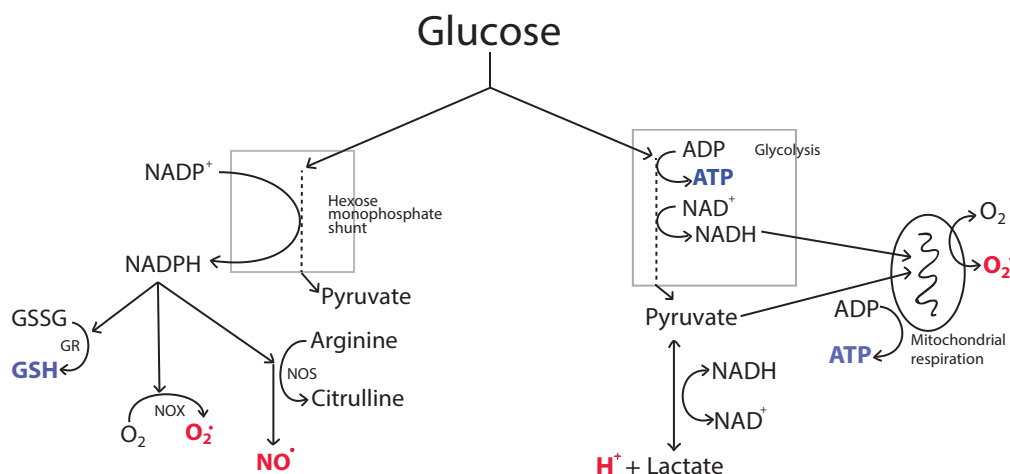 Glucose
NADP⁺
Hexose
monophosphate
shunt
NADPH
Pyruvate
GSSG
GR
GSH
O₂
NOX
O₂·
Arginine
NOS
Citrulline
NO·
ADP
Glycolysis
ATP
NAD⁺
NADH
Pyruvate
O₂
O₂·
ADP
ATP
Mitochondrial
respiration
NADH
NAD⁺
H⁺ + Lactate